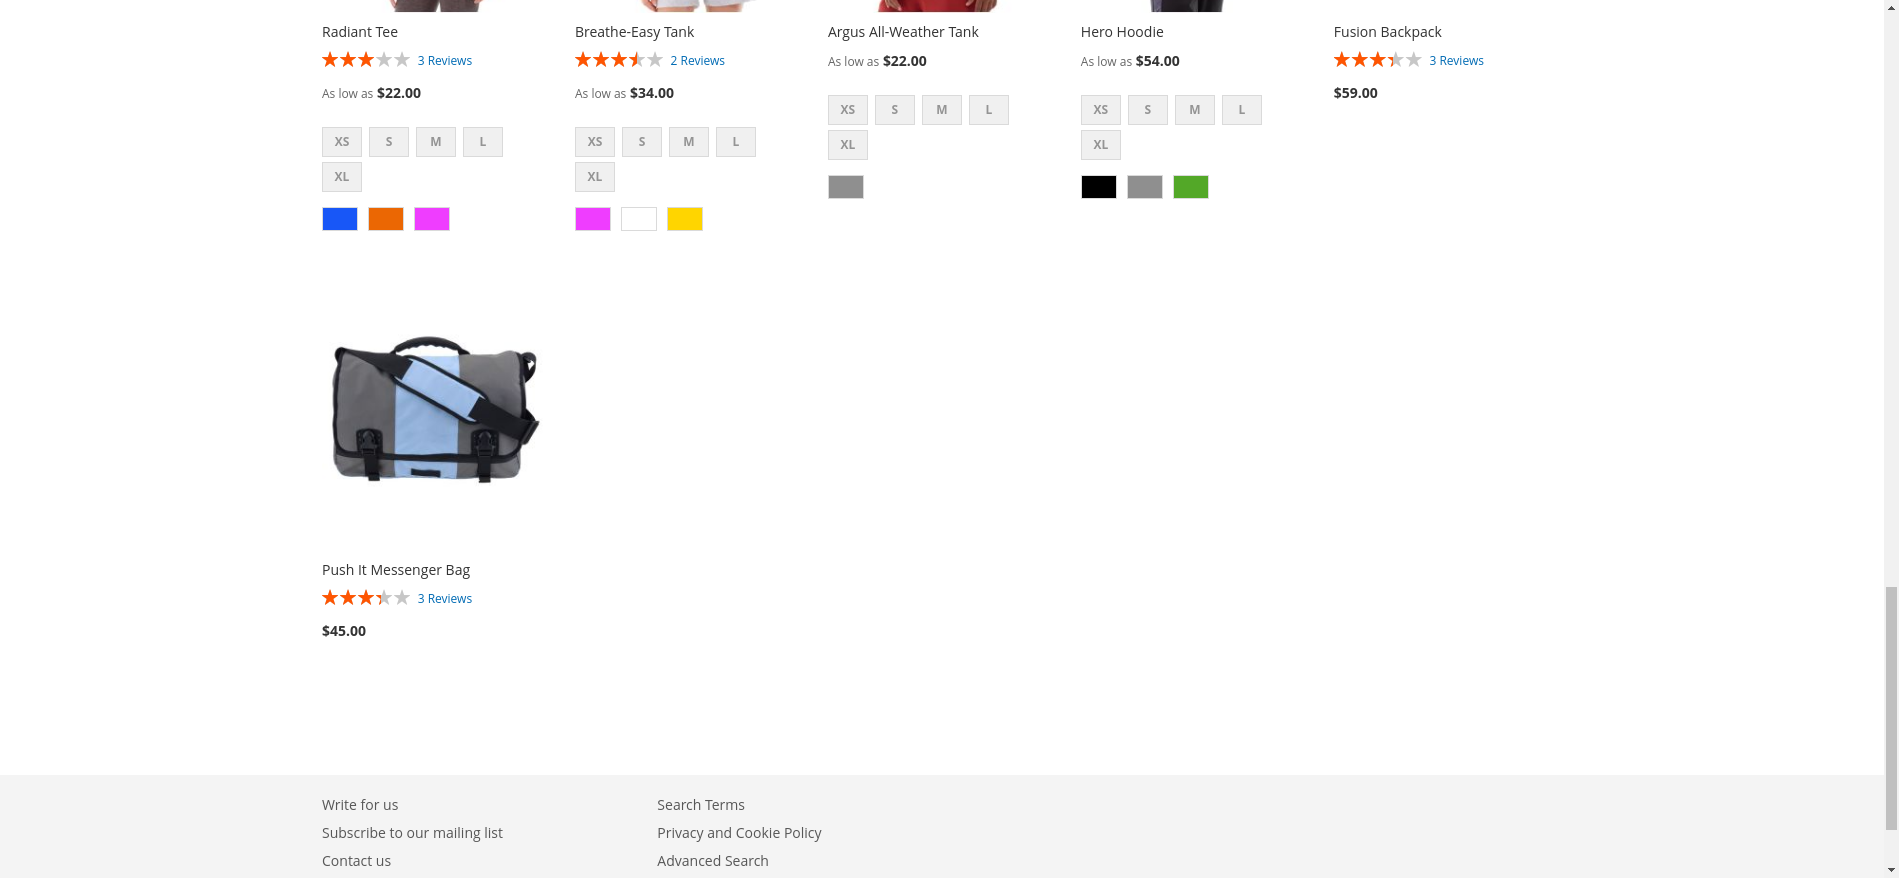 Radiant Tee
3 Reviews
As low as $22.00
XS S M L
XL
Breathe-Easy Tank
2 Reviews
As low as $34.00
XS S M L
XL
Argus All-Weather Tank
As low as $22.00
XS S M L
XL
Hero Hoodie
As low as $54.00
XS S M L
XL
Fusion Backpack
3 Reviews
$59.00
Push It Messenger Bag
3 Reviews
$45.00
Write for us
Subscribe to our mailing list
Contact us
Search Terms
Privacy and Cookie Policy
Advanced Search